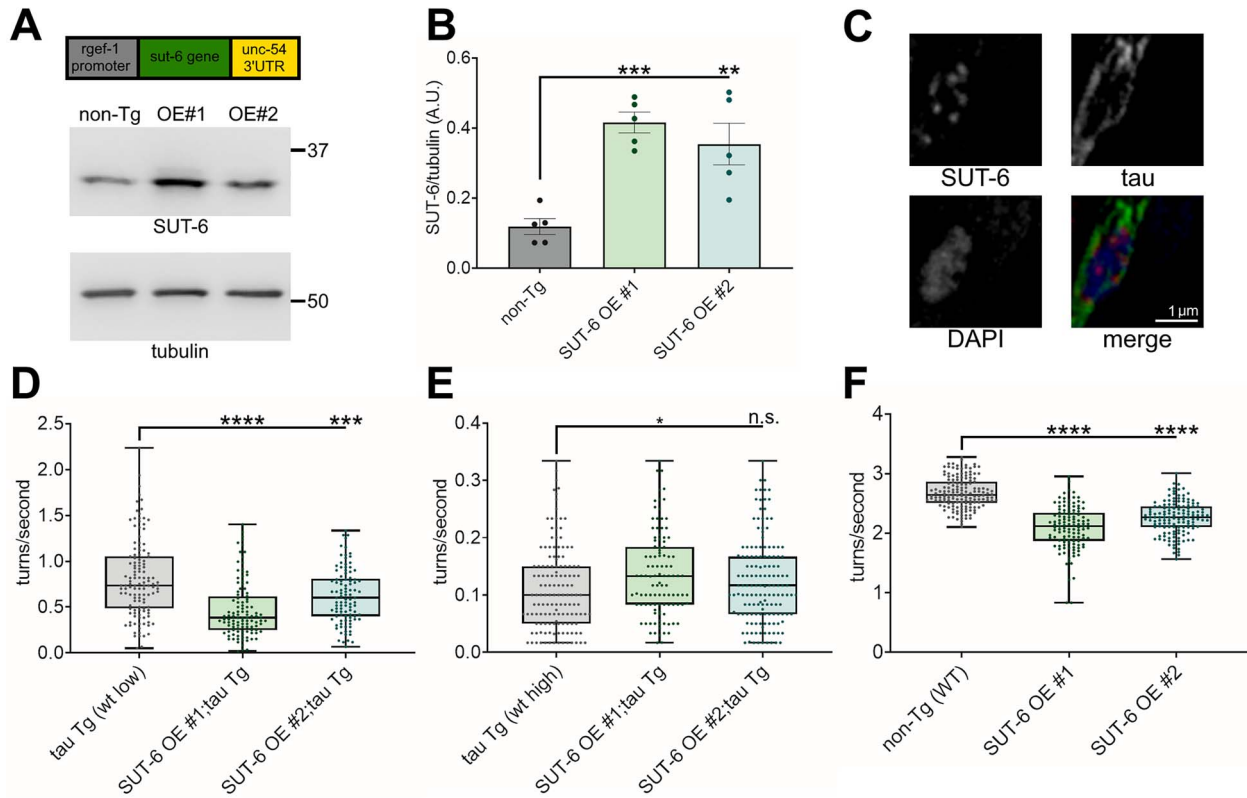 A
rgef-1 promoter
sut-6 gene
unc-54 3'UTR
non-Tg OE#1 OE#2
37
SUT-6
50
tubulin
B
SUT-6/tubulin (A.U.)
0.6
0.4
0.2
0.0
*** **
non-Tg
SUT-6 OE #1
SUT-6 OE #2
C
SUT-6
tau
DAPI
merge
1 µm
D
turns/second
2.5
2.0
1.5
1.0
0.5
0.0
**** ***
tau Tg (wt low)
SUT-6 OE #1;tau Tg
SUT-6 OE #2;tau Tg
E
turns/second
0.4
0.3
0.2
0.1
0.0
* n.s.
tau Tg (wt high)
SUT-6 OE #1;tau Tg
SUT-6 OE #2;tau Tg
F
turns/second
4
3
2
1
0
**** ****
non-Tg (WT)
SUT-6 OE #1
SUT-6 OE #2